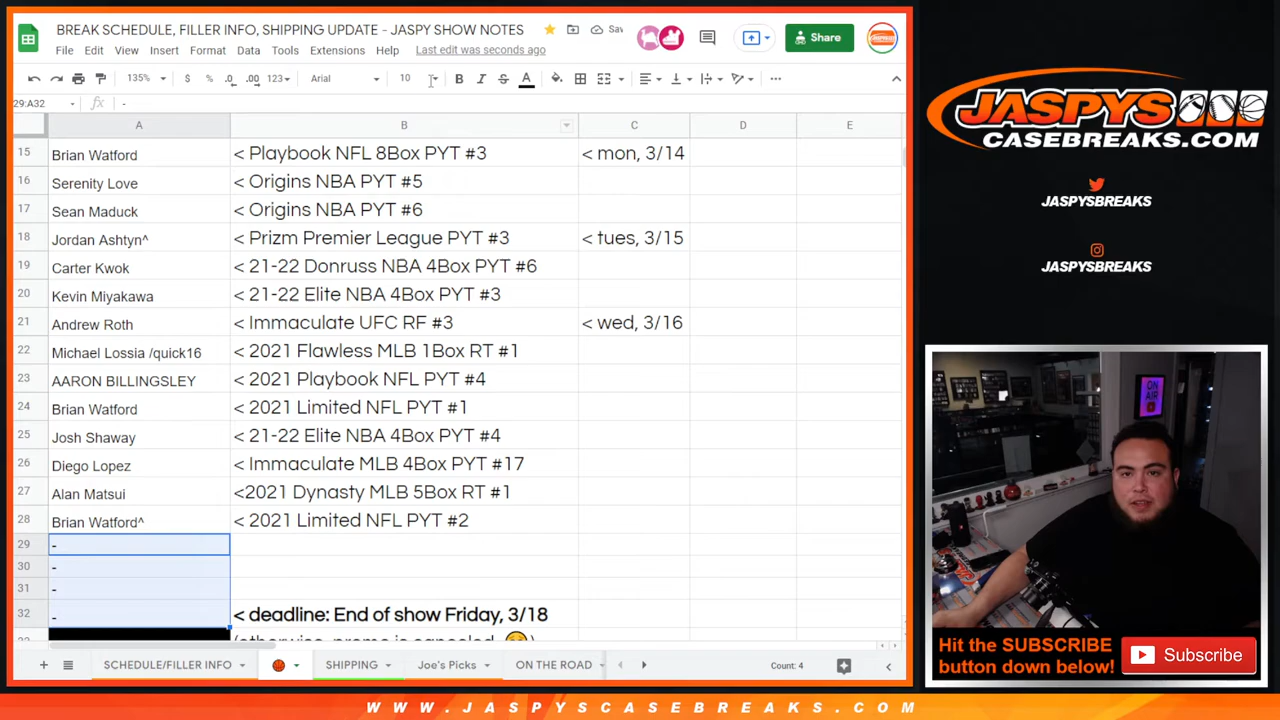 BREAK SCHEDULE, FILLER INFO, SHIPPING UPDATE - JASPY SHOW NOTES
Sav
Share
File Edit View Insert Format Data Tools Extensions Help Last edit was seconds ago
135% $ % .0 .00 123 Arial 10 B I S A
29:A32 fx -
A B C D E
15 Brian Watford < Playbook NFL 8Box PYT #3 < mon, 3/14
16 Serenity Love < Origins NBA PYT #5
17 Sean Maduck < Origins NBA PYT #6
18 Jordan Ashtyn^ < Prizm Premier League PYT #3 < tues, 3/15
19 Carter Kwok < 21-22 Donruss NBA 4Box PYT #6
20 Kevin Miyakawa < 21-22 Elite NBA 4Box PYT #3
21 Andrew Roth < Immaculate UFC RF #3 < wed, 3/16
22 Michael Lossia /quick16 < 2021 Flawless MLB 1Box RT #1
23 AARON BILLINGSLEY < 2021 Playbook NFL PYT #4
24 Brian Watford < 2021 Limited NFL PYT #1
25 Josh Shaway < 21-22 Elite NBA 4Box PYT #4
26 Diego Lopez < Immaculate MLB 4Box PYT #17
27 Alan Matsui <2021 Dynasty MLB 5Box RT #1
28 Brian Watford^ < 2021 Limited NFL PYT #2
29 -
30 -
31 -
32 - < deadline: End of show Friday, 3/18
(otherwise, promo is canceled
SCHEDULE/FILLER INFO SHIPPING Joe's Picks ON THE ROAD Count: 4
JASPYS
CASEBREAKS.COM
JASPYSBREAKS
JASPYSBREAKS
ON AIR
Hit the SUBSCRIBE
button down below!
Subscribe
WWW.JASPYSCASEBREAKS.COM